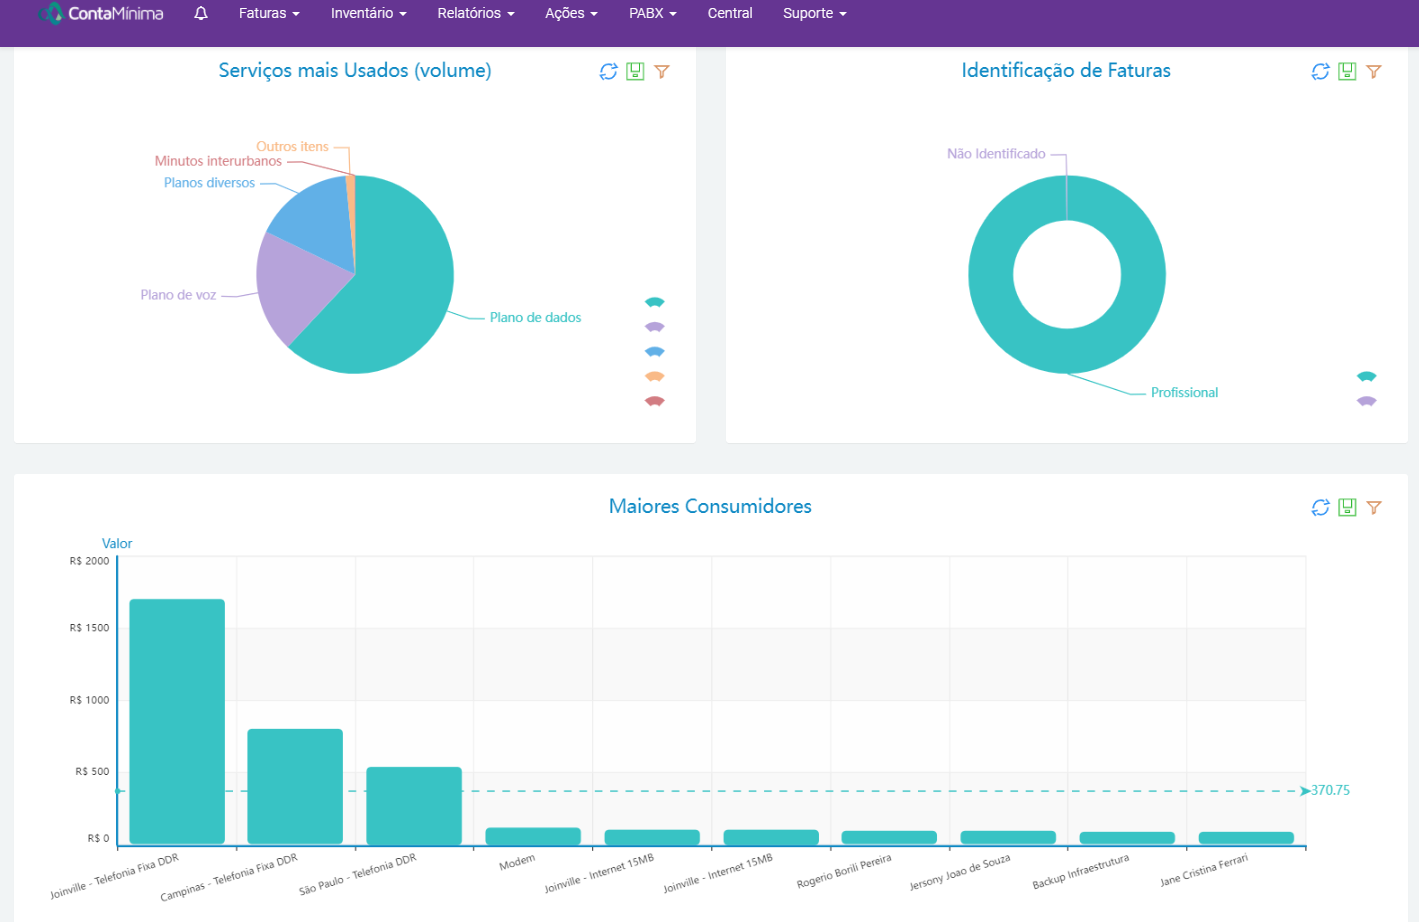 ContaMínima Faturas Inventário Relatórios Ações PABX Central Suporte
Serviços mais Usados (volume)
Outros itens
Minutos interurbanos
Planos diversos
Plano de voz
Plano de dados
Identificação de Faturas
Não Identificado
Profissional
Maiores Consumidores
Valor
R$ 2000
R$ 1500
R$ 1000
R$ 500
R$ 0
370.75
Joinville - Telefonia Fixa DDR
Campinas - Telefonia Fixa DDR
São Paulo - Telefonia DDR
Modem
Joinville - Internet 15MB
Joinville - Internet 15MB
Rogerio Bonli Pereira
Jersony Joao de Souza
Backup Infraestrutura
Jane Cristina Ferrari